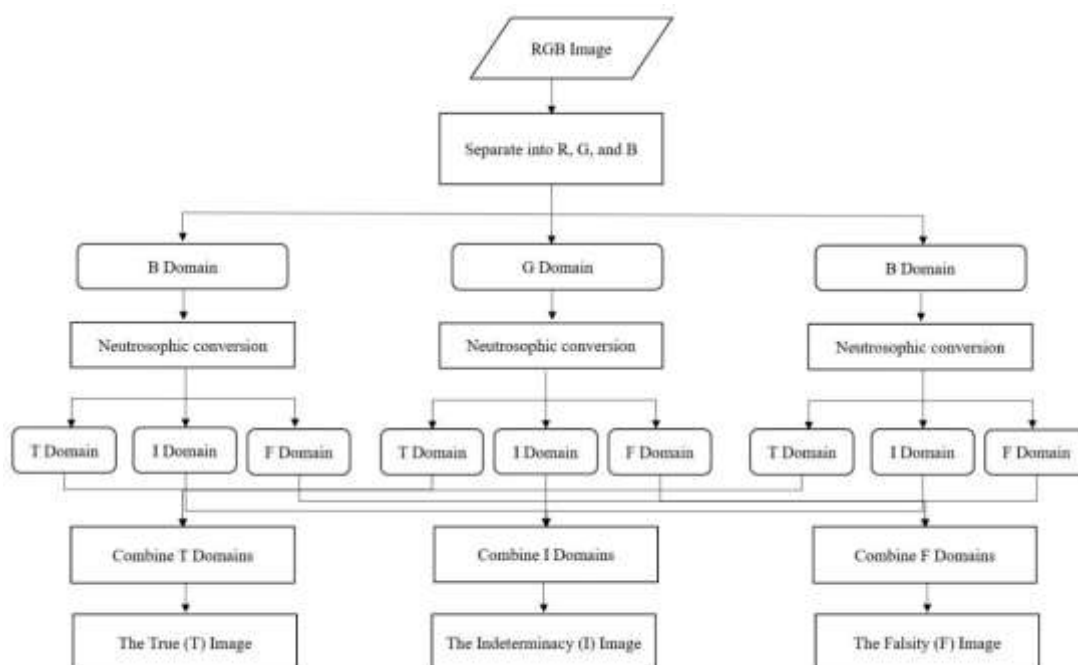 RGB Image
Separate into R, G, and B
B Domain
G Domain
B Domain
Neutrosophic conversion
Neutrosophic conversion
Neutrosophic conversion
T Domain
I Domain
F Domain
T Domain
I Domain
F Domain
T Domain
I Domain
F Domain
Combine T Domains
Combine I Domains
Combine F Domains
The True (T) Image
The Indeterminacy (I) Image
The Falsity (F) Image